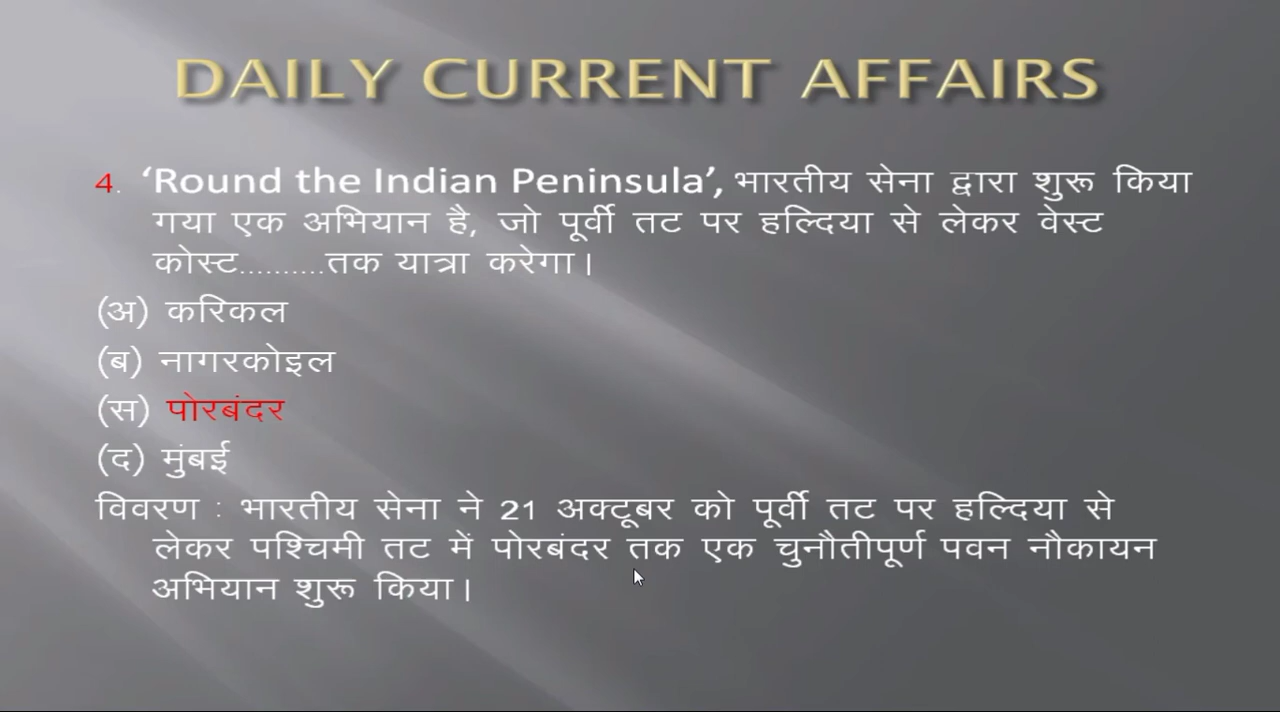 DAILY CURRENT AFFAIRS
4. ‘Round the Indian Peninsula’, भारतीय सेना द्वारा शुरू किया
गया एक अभियान है, जो पूर्वी तट पर हल्दिया से लेकर वेस्ट
कोस्ट..........तक यात्रा करेगा।
(अ) करिकल
(ब) नागरकोइल
(स) पोरबंदर
(द) मुंबई
विवरण : भारतीय सेना ने 21 अक्टूबर को पूर्वी तट पर हल्दिया से
लेकर पश्चिमी तट में पोरबंदर तक एक चुनौतीपूर्ण पवन नौकायन
अभियान शुरू किया।